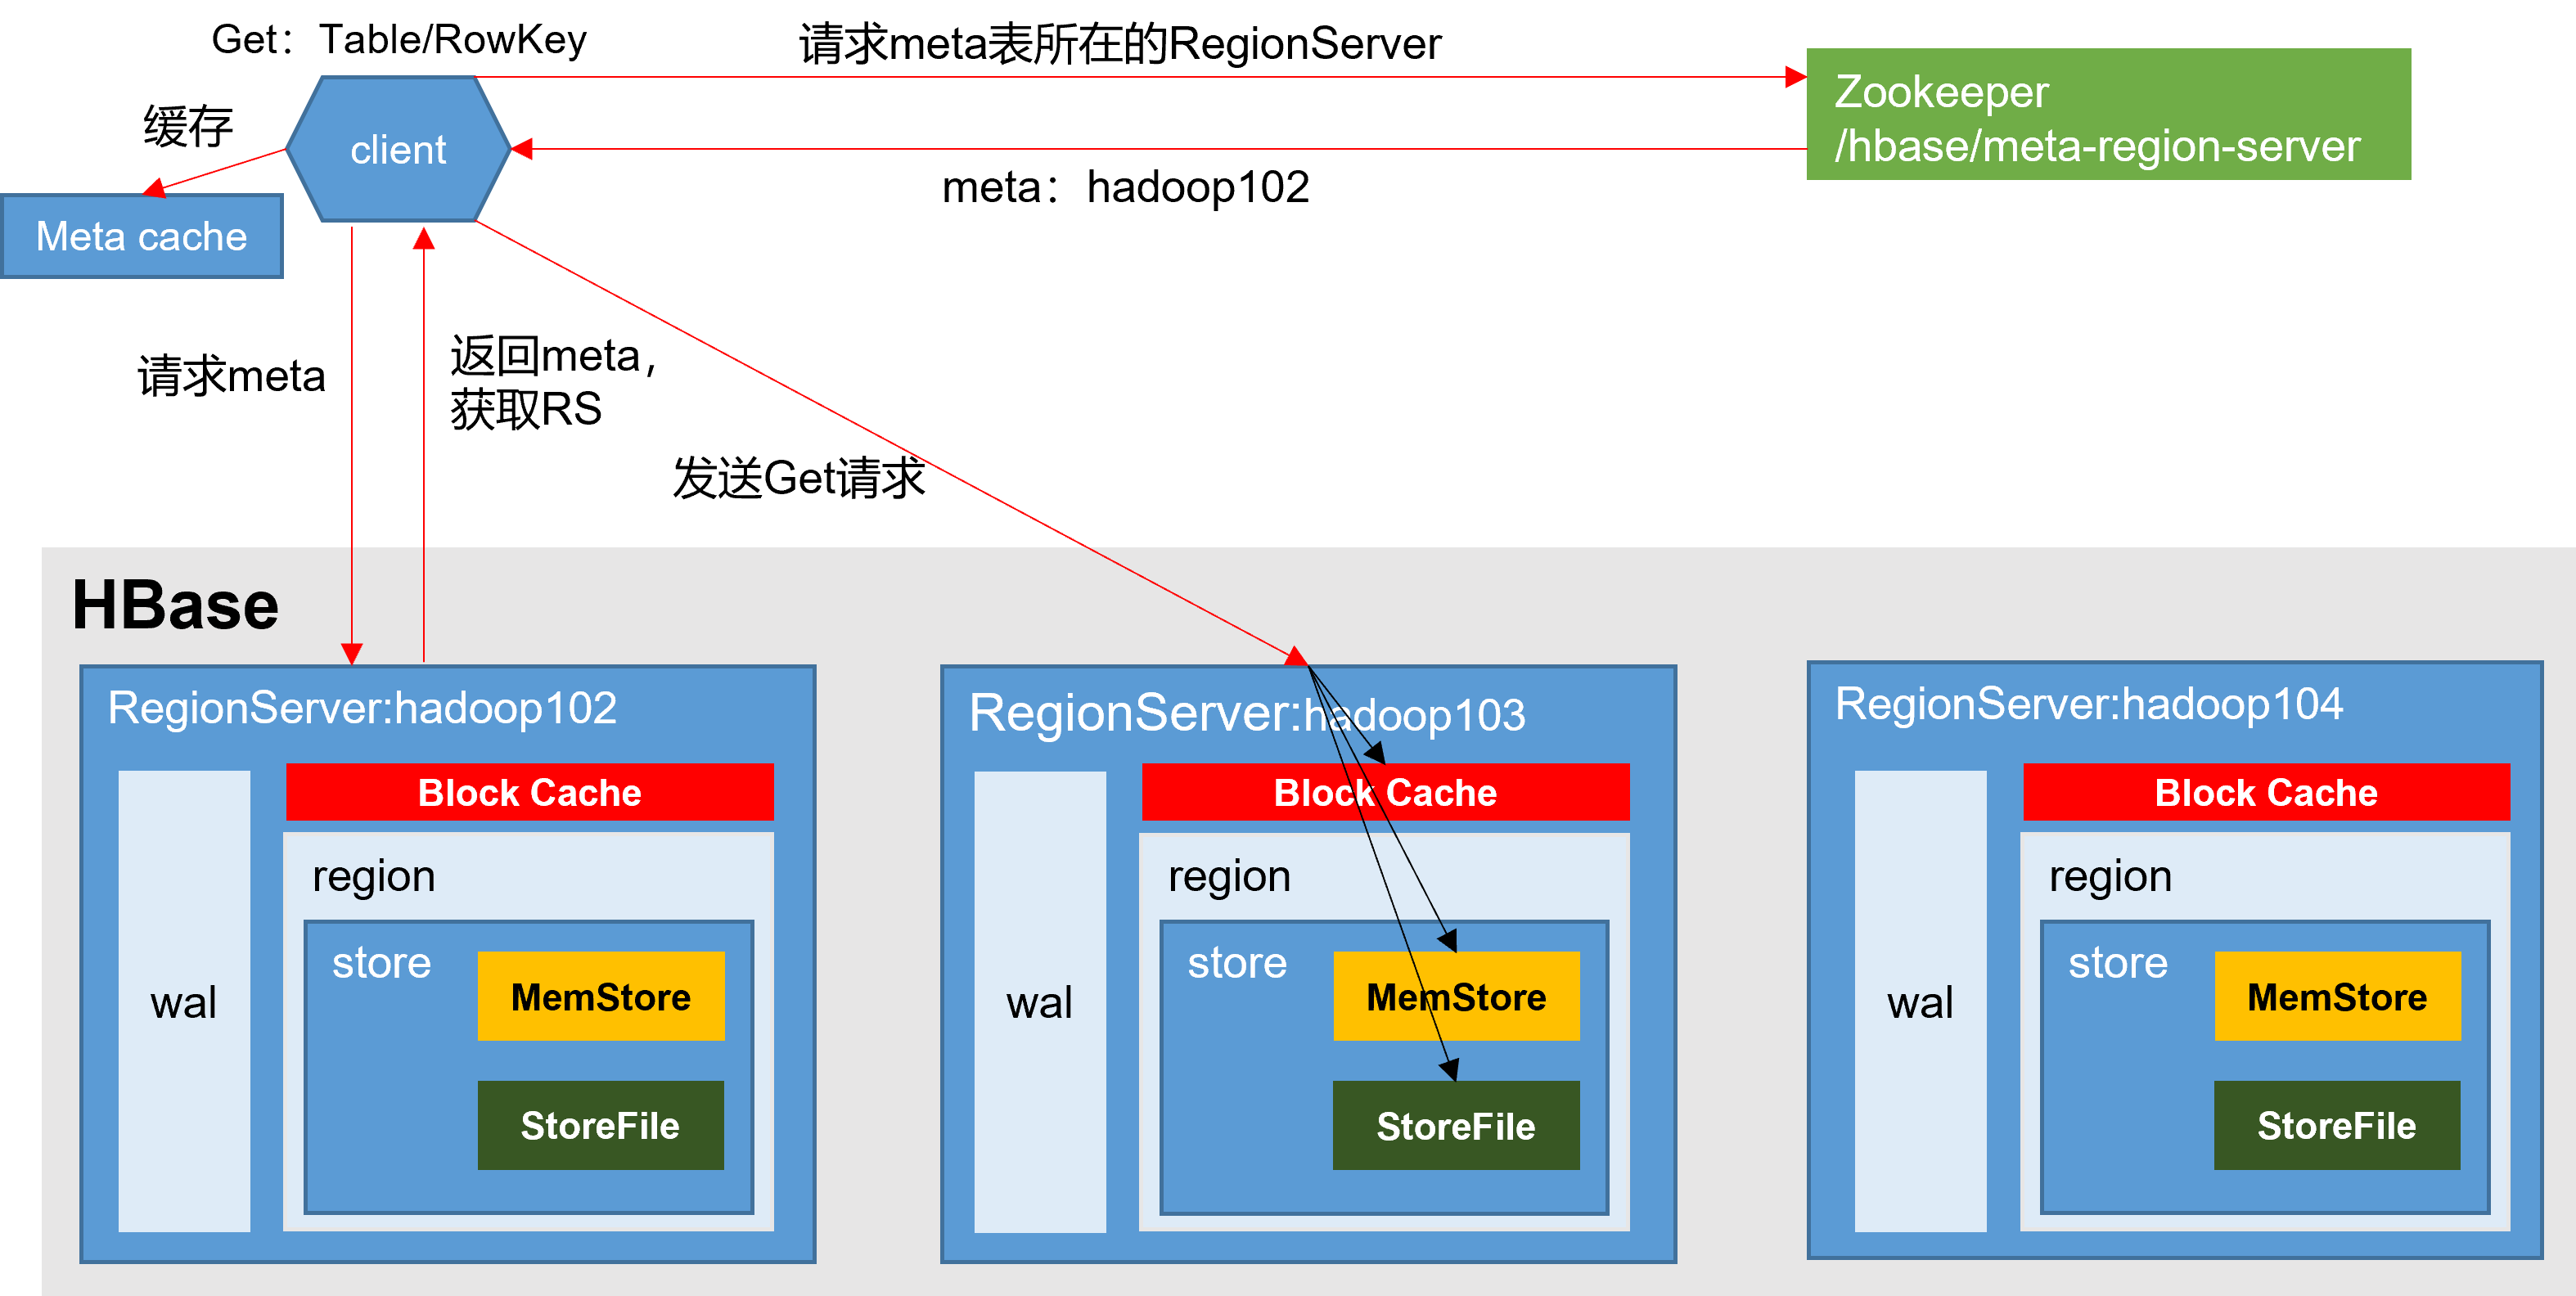 Get：Table/RowKey
请求meta表所在的RegionServer
Zookeeper
/hbase/meta-region-server
缓存
client
meta：hadoop102
Meta cache
请求meta
返回meta，
获取RS
发送Get请求
HBase
RegionServer:hadoop102
wal
Block Cache
region
store
MemStore
StoreFile
RegionServer:hadoop103
wal
Block Cache
region
store
MemStore
StoreFile
RegionServer:hadoop104
wal
Block Cache
region
store
MemStore
StoreFile